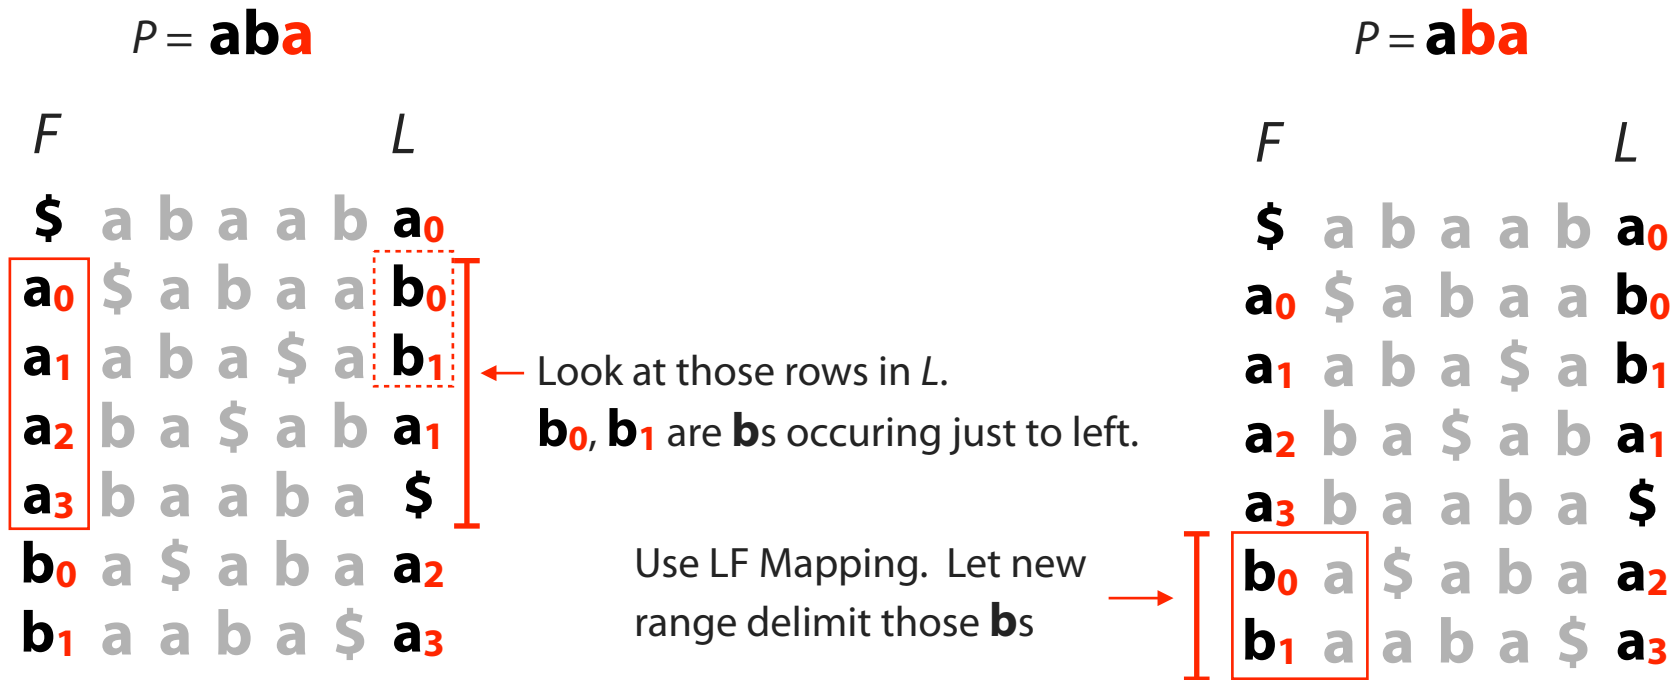 P = aba
F L
$ a b a a b a0
a0 $ a b a a b0
a1 a b a $ a b1
a2 b a $ a b a1
a3 b a a b a $
b0 a $ a b a a2
b1 a a b a $ a3
Look at those rows in L.
b0, b1 are bs occuring just to left.
Use LF Mapping. Let new
range delimit those bs
P = aba
F L
$ a b a a b a0
a0 $ a b a a b0
a1 a b a $ a b1
a2 b a $ a b a1
a3 b a a b a $
b0 a $ a b a a2
b1 a a b a $ a3